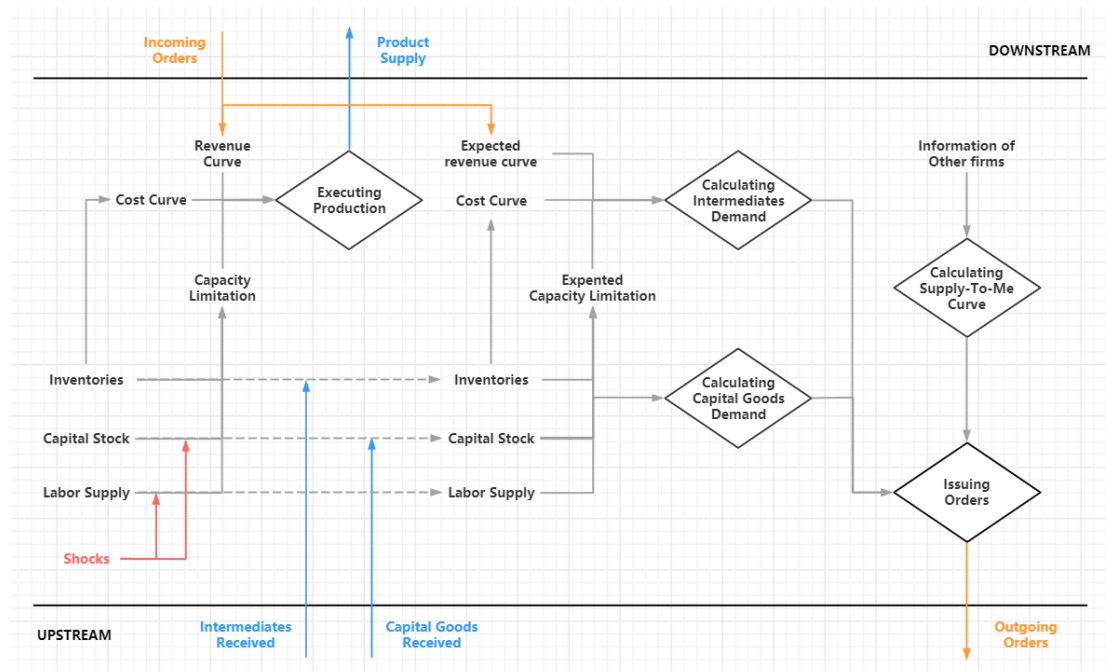 Incoming
Orders
Product
Supply
DOWNSTREAM
Revenue
Curve
Expected
revenue curve
Information of
Other firms
Cost Curve
Executing
Production
Cost Curve
Calculating
Intermediates
Demand
Capacity
Limitation
Expented
Capacity Limitation
Calculating
Supply-To-Me
Curve
Inventories
Inventories
Calculating
Capital Goods
Demand
Capital Stock
Capital Stock
Labor Supply
Labor Supply
Issuing
Orders
Shocks
UPSTREAM
Intermediates
Received
Capital Goods
Received
Outgoing
Orders